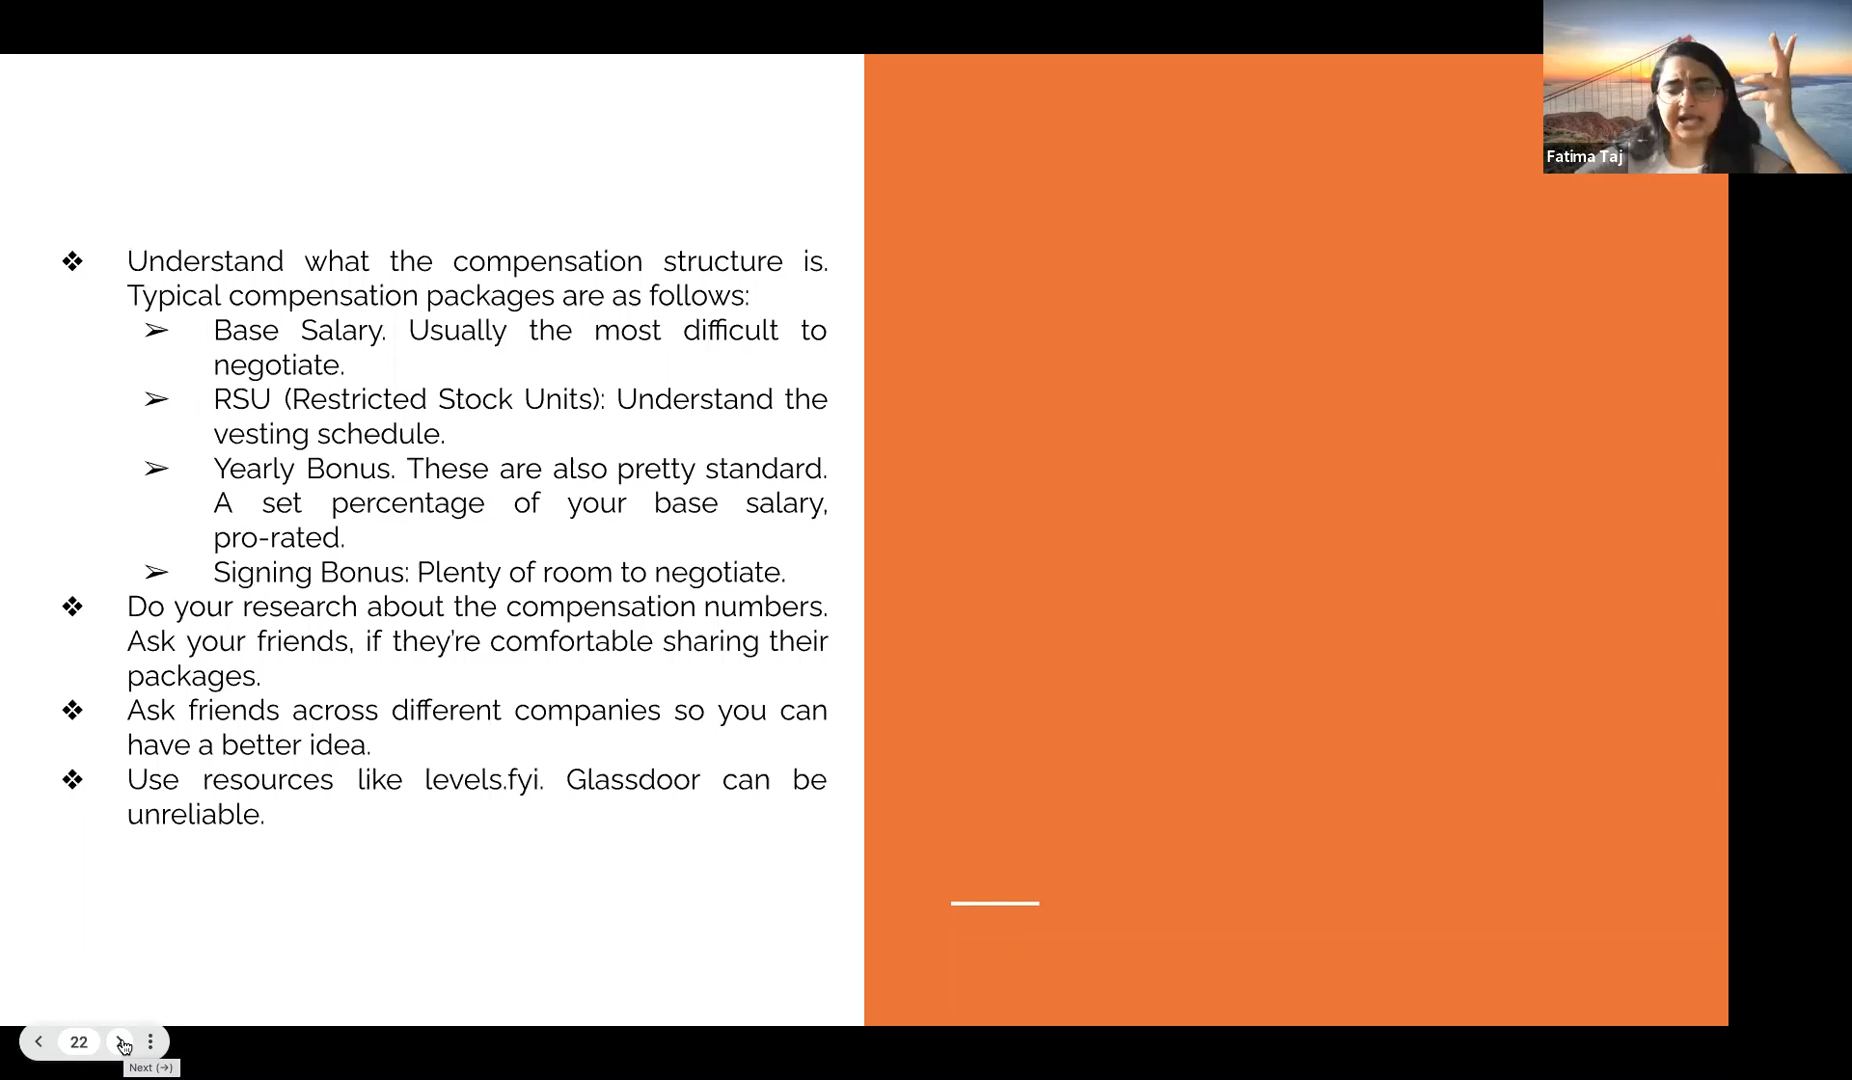 Fatima Taj
❖ Understand what the compensation structure is.
Typical compensation packages are as follows:
➢ Base Salary. Usually the most difficult to
negotiate.
➢ RSU (Restricted Stock Units): Understand the
vesting schedule.
➢ Yearly Bonus. These are also pretty standard.
A set percentage of your base salary,
pro-rated.
➢ Signing Bonus: Plenty of room to negotiate.
❖ Do your research about the compensation numbers.
Ask your friends, if they’re comfortable sharing their
packages.
❖ Ask friends across different companies so you can
have a better idea.
❖ Use resources like levels.fyi. Glassdoor can be
unreliable.
22
Next (→)